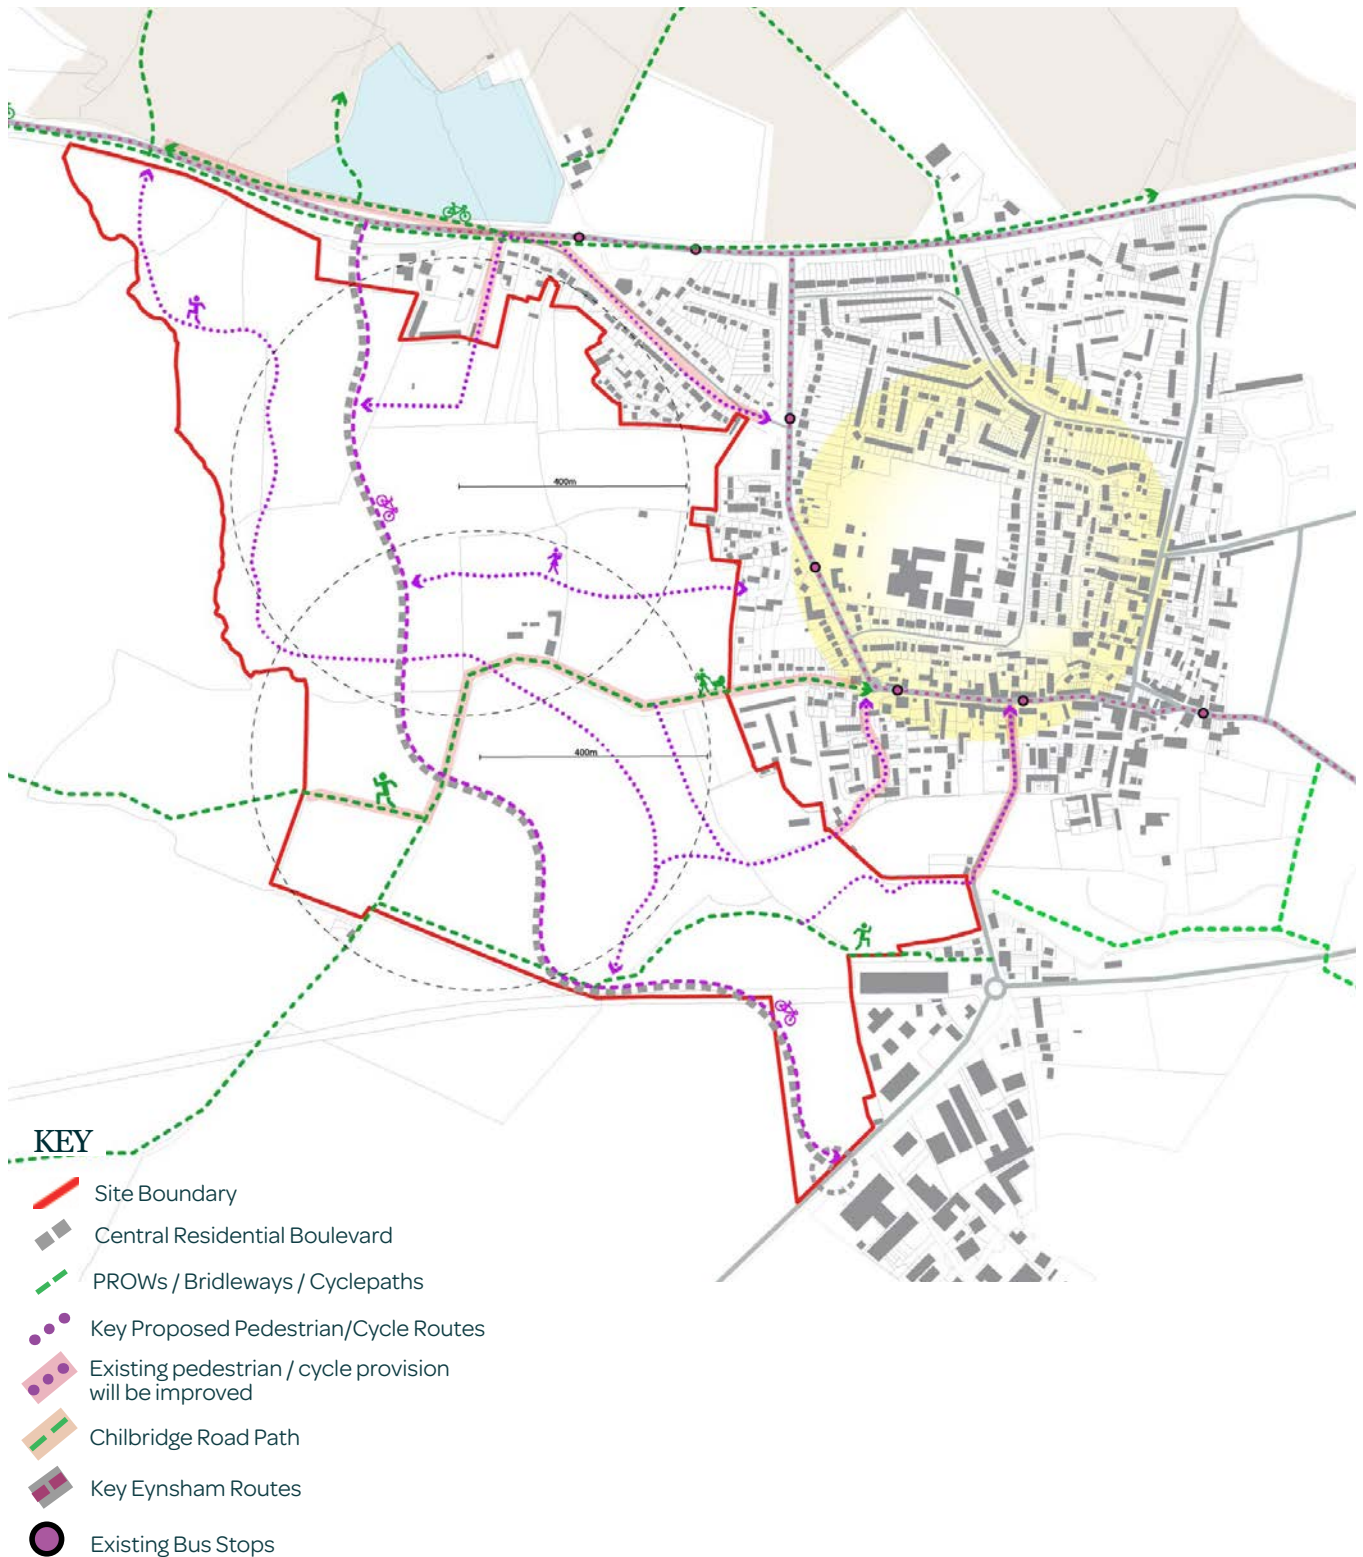 400m
400m
KEY
Site Boundary
Central Residential Boulevard
PROWs / Bridleways / Cyclepaths
Key Proposed Pedestrian/Cycle Routes
Existing pedestrian / cycle provision
will be improved
Chilbridge Road Path
Key Eynsham Routes
Existing Bus Stops